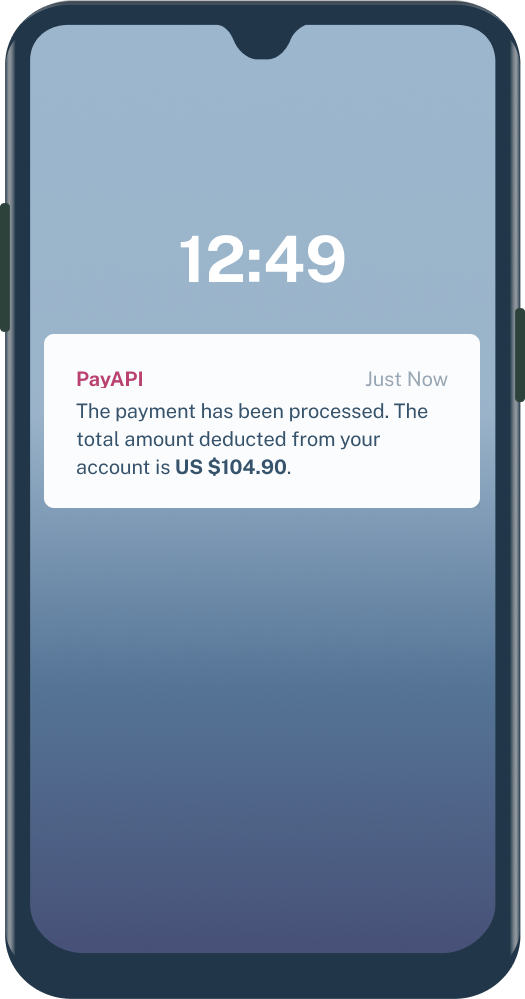 12:49
PayAPI Just Now
The payment has been processed. The
total amount deducted from your
account is US $104.90.